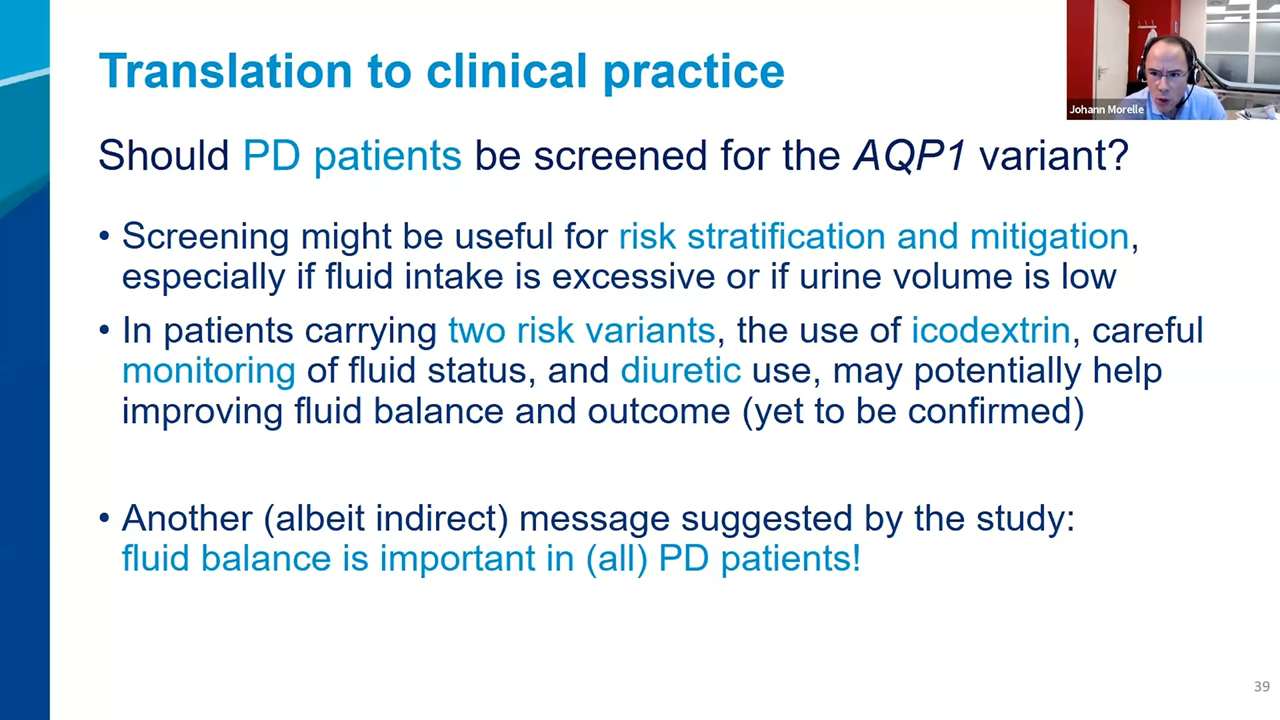 Translation to clinical practice
Johann Morelle
Should PD patients be screened for the AQP1 variant?
• Screening might be useful for risk stratification and mitigation,
especially if fluid intake is excessive or if urine volume is low
• In patients carrying two risk variants, the use of icodextrin, careful
monitoring of fluid status, and diuretic use, may potentially help
improving fluid balance and outcome (yet to be confirmed)
• Another (albeit indirect) message suggested by the study:
fluid balance is important in (all) PD patients!
39